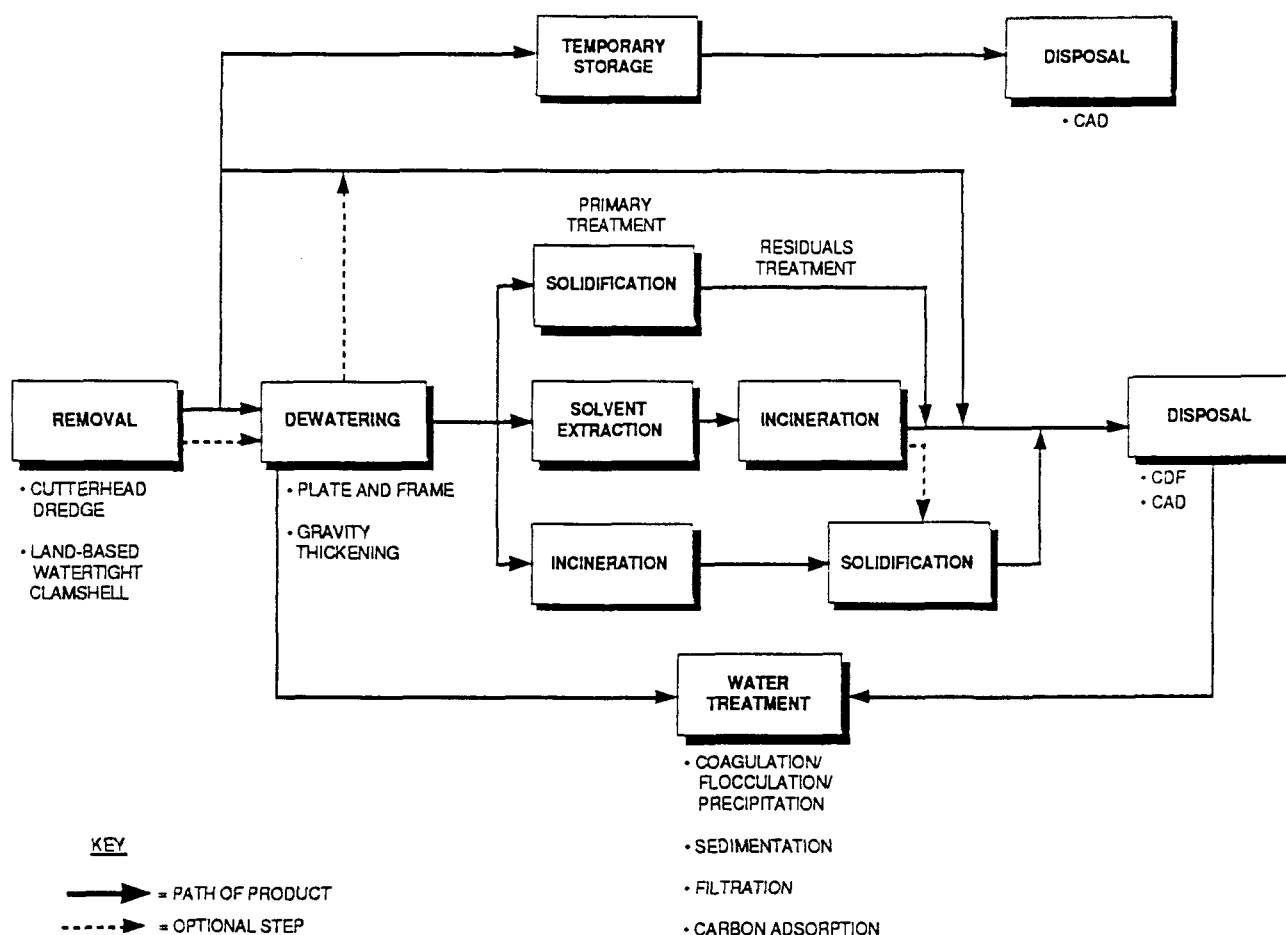 TEMPORARY
STORAGE
DISPOSAL
• CAD
PRIMARY
TREATMENT
RESIDUALS
TREATMENT
SOLIDIFICATION
REMOVAL
• CUTTERHEAD
DREDGE
• LAND-BASED
WATERTIGHT
CLAMSHELL
DEWATERING
• PLATE AND FRAME
• GRAVITY
THICKENING
SOLVENT
EXTRACTION
INCINERATION
DISPOSAL
• CDF
• CAD
INCINERATION
SOLIDIFICATION
WATER
TREATMENT
• COAGULATION/
FLOCCULATION/
PRECIPITATION
• SEDIMENTATION
• FILTRATION
• CARBON ADSORPTION
KEY
= PATH OF PRODUCT
= OPTIONAL STEP